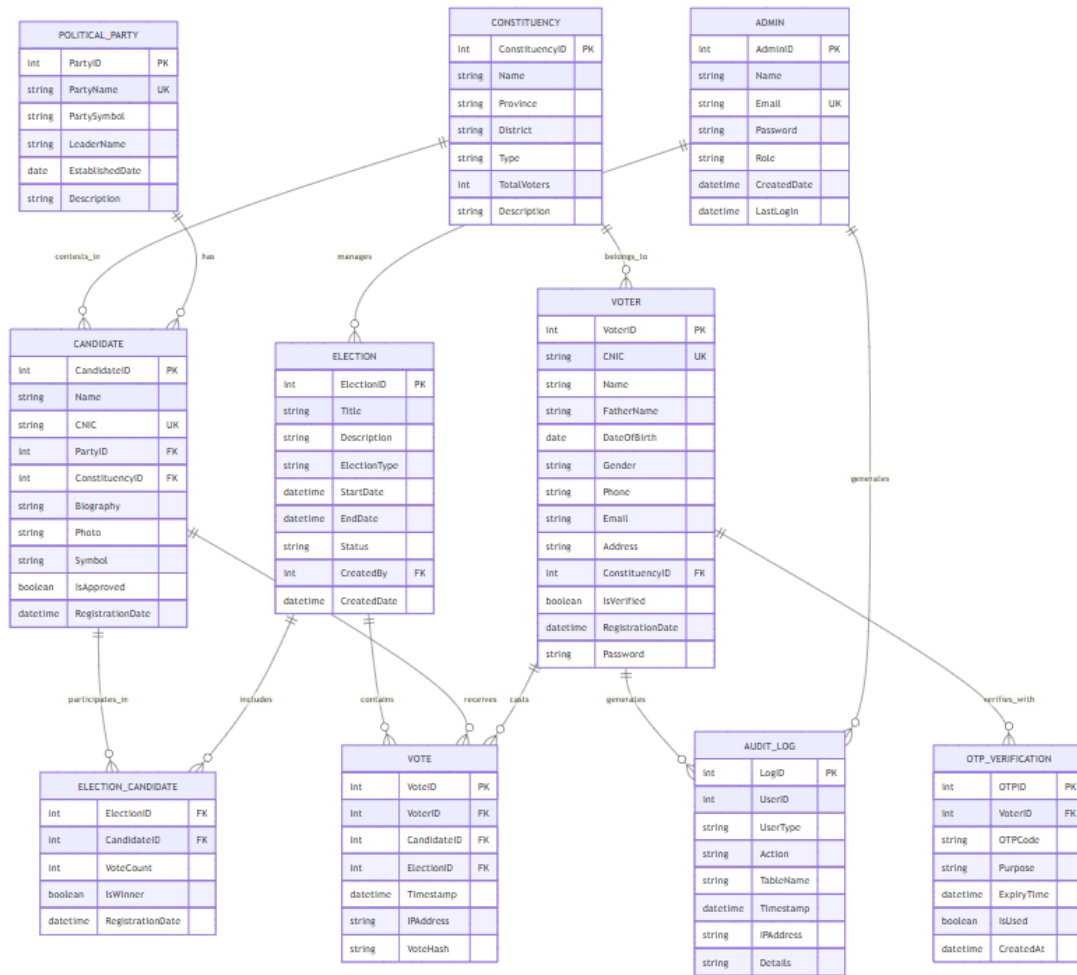 POLITICAL_PARTY
int PartyID PK
string PartyName UK
string PartySymbol
string LeaderName
date EstablishedDate
string Description
CONSTITUENCY
int ConstituencyID PK
string Name
string Province
string District
string Type
int TotalVoters
string Description
ADMIN
int AdminID PK
string Name
string Email UK
string Password
string Role
datetime CreatedDate
datetime LastLogin
contests_in
has
manages
belongs_to
CANDIDATE
int CandidateID PK
string Name
string CNIC UK
int PartyID FK
int ConstituencyID FK
string Biography
string Photo
string Symbol
boolean IsApproved
datetime RegistrationDate
ELECTION
int ElectionID PK
string Title
string Description
string ElectionType
datetime StartDate
datetime EndDate
string Status
int CreatedBy FK
datetime CreatedDate
VOTER
int VoterID PK
string CNIC UK
string Name
string FatherName
date DateOfBirth
string Gender
string Phone
string Email
string Address
int ConstituencyID FK
boolean IsVerified
datetime RegistrationDate
string Password
generates
participates_in
includes
contains
receives
casts
generates
verifies_with
ELECTION_CANDIDATE
int ElectionID FK
int CandidateID FK
int VoteCount
boolean IsWinner
datetime RegistrationDate
VOTE
int VoteID PK
int VoterID FK
int CandidateID FK
int ElectionID FK
datetime Timestamp
string IPAddress
string VoteHash
AUDIT_LOG
int LogID PK
int UserID
string UserType
string Action
string TableName
datetime Timestamp
string IPAddress
string Details
OTP_VERIFICATION
int OTPID PK
int VoterID FK
string OTPCode
string Purpose
datetime ExpiryTime
boolean IsUsed
datetime CreatedAt